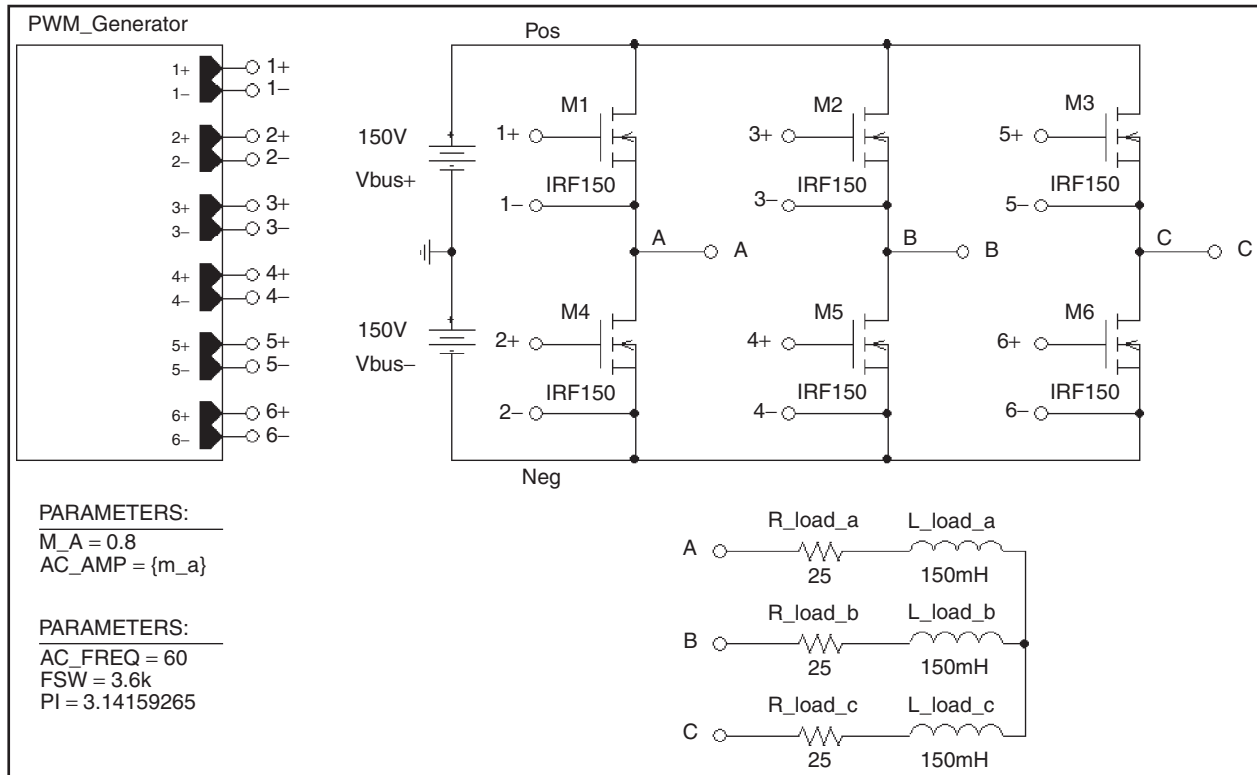 PWM_Generator
1+
1−
2+
2−
3+
3−
4+
4−
5+
5−
6+
6−
1+
1−
2+
2−
3+
3−
4+
4−
5+
5−
6+
6−
Pos
150V
+
Vbus+
150V
+
Vbus−
Neg
M1
1+
IRF150
1−
A
A
M4
2+
IRF150
2−
M2
3+
IRF150
3−
B
B
M5
4+
IRF150
4−
M3
5+
IRF150
5−
C
C
M6
6+
IRF150
6−
PARAMETERS:
M_A = 0.8
AC_AMP = {m_a}
PARAMETERS:
AC_FREQ = 60
FSW = 3.6k
PI = 3.14159265
R_load_a L_load_a
A
25 150mH
R_load_b L_load_b
B
25 150mH
R_load_c L_load_c
C
25 150mH